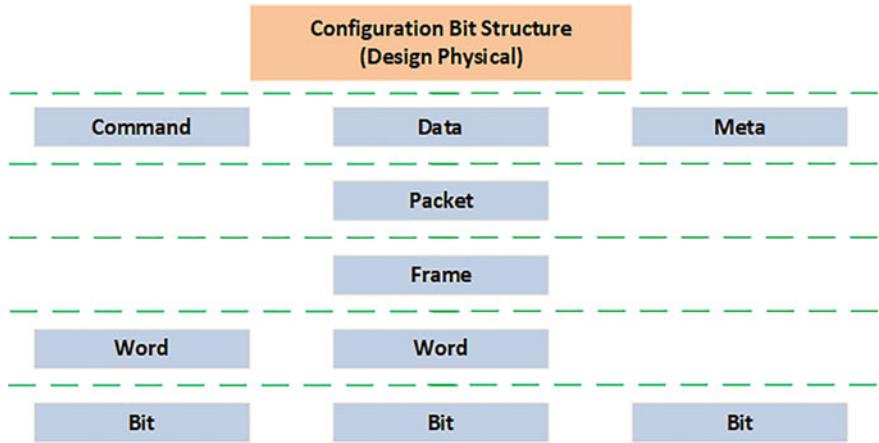 Configuration Bit Structure
(Design Physical)
Command Data Meta
Packet
Frame
Word Word
Bit Bit Bit